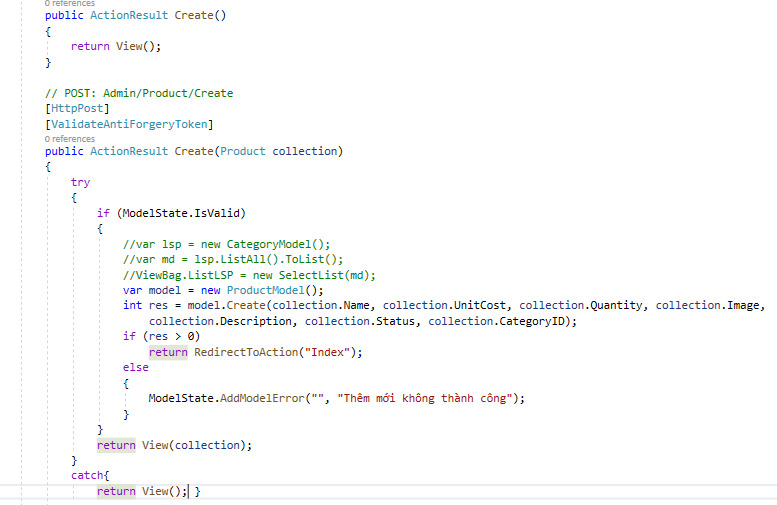 0 references
public ActionResult Create()
{
return View();
}
// POST: Admin/Product/Create
[HttpPost]
[ValidateAntiForgeryToken]
0 references
public ActionResult Create(Product collection)
{
try
{
if (ModelState.IsValid)
{
//var lsp = new CategoryModel();
//var md = lsp.ListAll().ToList();
//ViewBag.ListLSP = new SelectList(md);
var model = new ProductModel();
int res = model.Create(collection.Name, collection.UnitCost, collection.Quantity, collection.Image,
collection.Description, collection.Status, collection.CategoryID);
if (res > 0)
return RedirectToAction("Index");
else
{
ModelState.AddModelError("", "Thêm mới không thành công");
}
}
return View(collection);
}
catch{
return View(); }